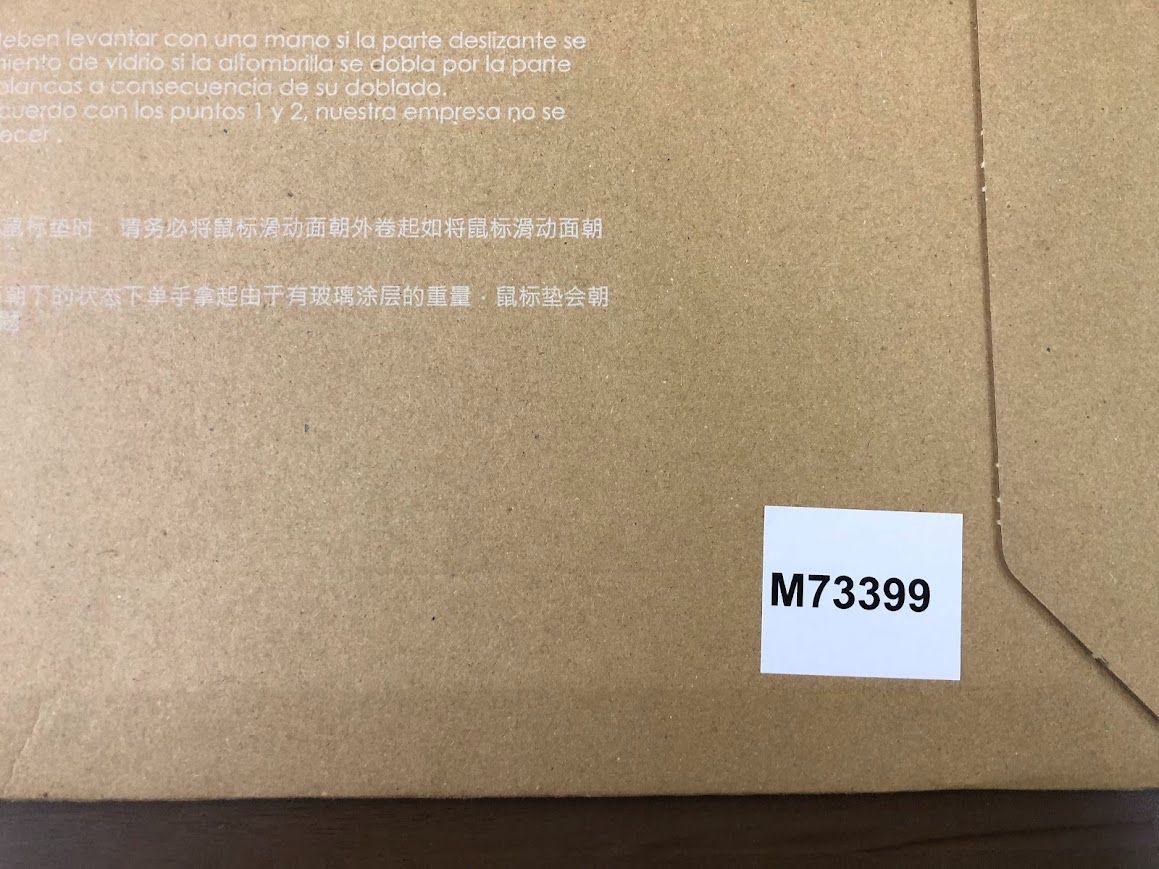 deben levantar con una mano si la parte deslizante se
miento de vidrio si la alfombrilla se dobla por la parte
blancas a consecuencia de su doblado.
cuerdo con los puntos 1 y 2, nuestra empresa no se
ecer .
鼠标垫时 · 请务必将鼠标滑动面朝外卷起如将鼠标滑动面朝
朝下的状态下单手拿起由于有玻璃涂层的重量 · 鼠标垫会朝
M73399